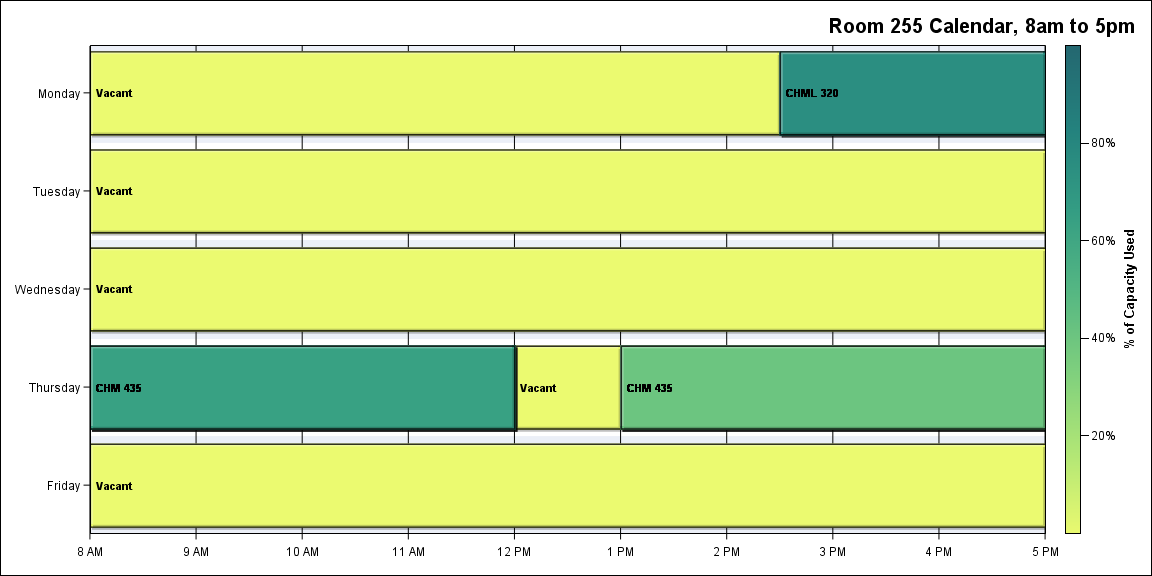 Room 255 Calendar, 8am to 5pm
Monday
Vacant
CHML 320
Tuesday
Vacant
Wednesday
Vacant
Thursday
CHM 435
Vacant
CHM 435
Friday
Vacant
8 AM
9 AM
10 AM
11 AM
12 PM
1 PM
2 PM
3 PM
4 PM
5 PM
80%
60%
40%
20%
% of Capacity Used